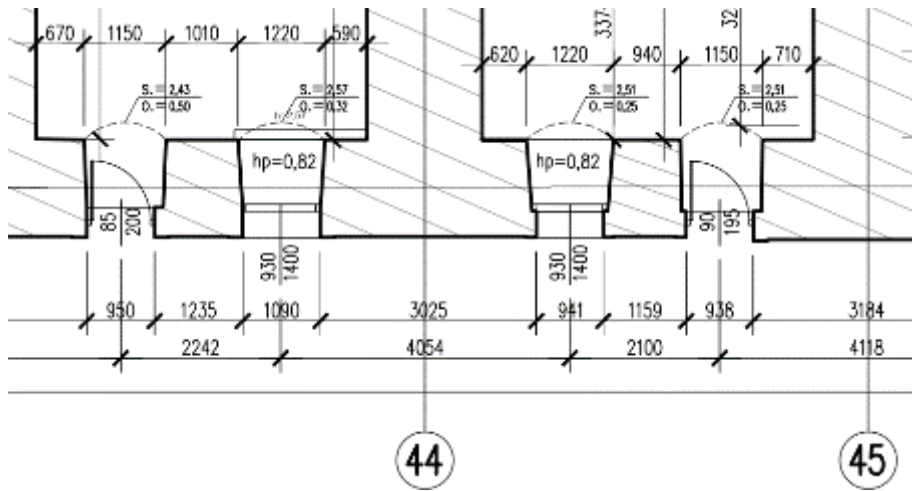 337
32
670 1150 1010 1220 590
620 1220 940 1150 710
S.=2,43
O.=0,50
S.=2,57
O.=0,32
S.=2,51
O.=0,25
S.=2,51
O.=0,25
hp=0,82
hp=0,82
85
200
930
1400
930
1400
90
195
950 1235 1090 3025 941 1159 938 3184
2242 4054 2100 4118
44
45